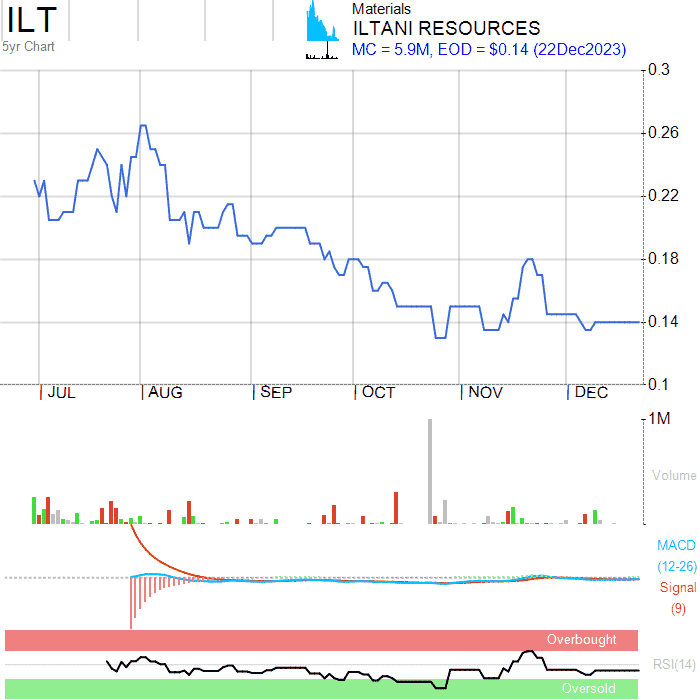 ILT
5yr Chart
Materials
ILTANI RESOURCES
MC = 5.9M, EOD = $0.14 (22Dec2023)
0.3
0.26
0.22
0.18
0.14
0.1
JUL AUG SEP OCT NOV DEC
1M
Volume
MACD
(12-26)
Signal
(9)
Overbought
RSI(14)
Oversold